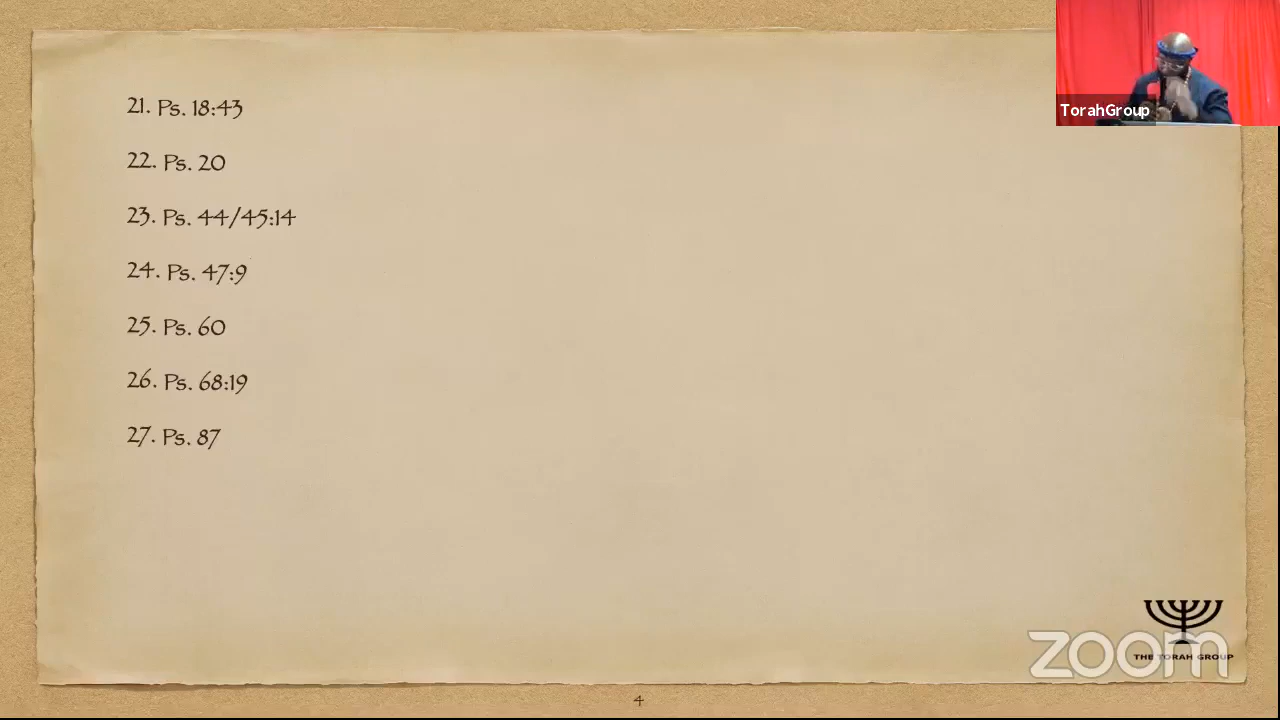 21. Ps. 18:43
22. Ps. 20
23. Ps. 44/45:14
24. Ps. 47:9
25. Ps. 60
26. Ps. 68:19
27. Ps. 87
TorahGroup
zoom
THE TORAH GROUP
4